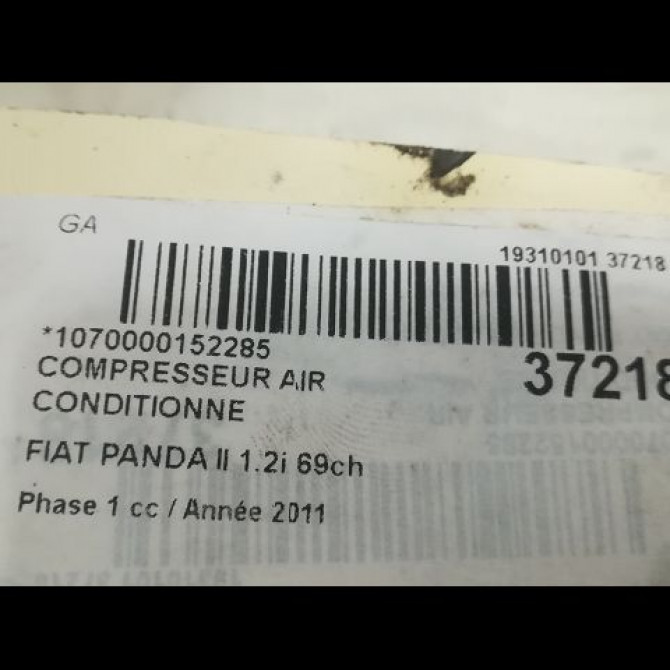 GA
19310101 37218
*1070000152285
37218
COMPRESSEUR AIR
CONDITIONNE
FIAT PANDA II 1.2i 69ch
Phase 1 cc / Année 2011